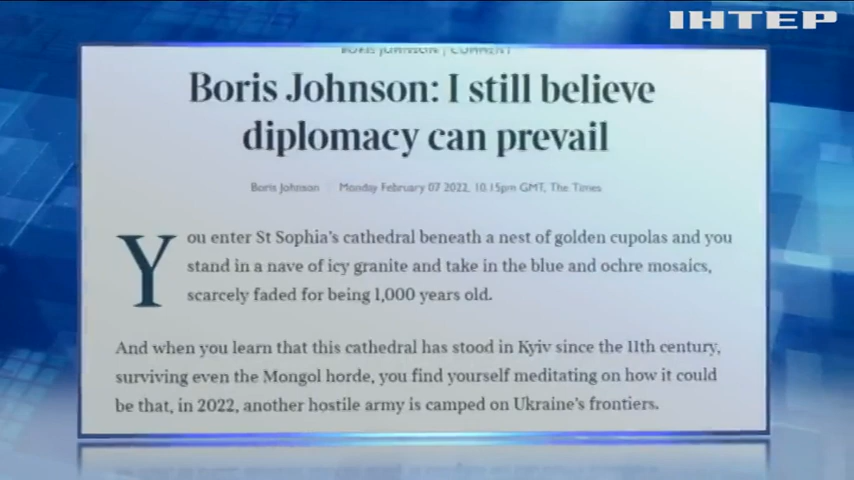 ІНТЕР
BORIS JOHNSON | COMMENT
Boris Johnson: I still believe
diplomacy can prevail
Boris Johnson Monday February 07 2022, 10.15pm GMT, The Times
You enter St Sophia's cathedral beneath a nest of golden cupolas and you
stand in a nave of icy granite and take in the blue and ochre mosaics,
scarcely faded for being 1,000 years old.
And when you learn that this cathedral has stood in Kyiv since the 11th century,
surviving even the Mongol horde, you find yourself meditating on how it could
be that, in 2022, another hostile army is camped on Ukraine's frontiers.